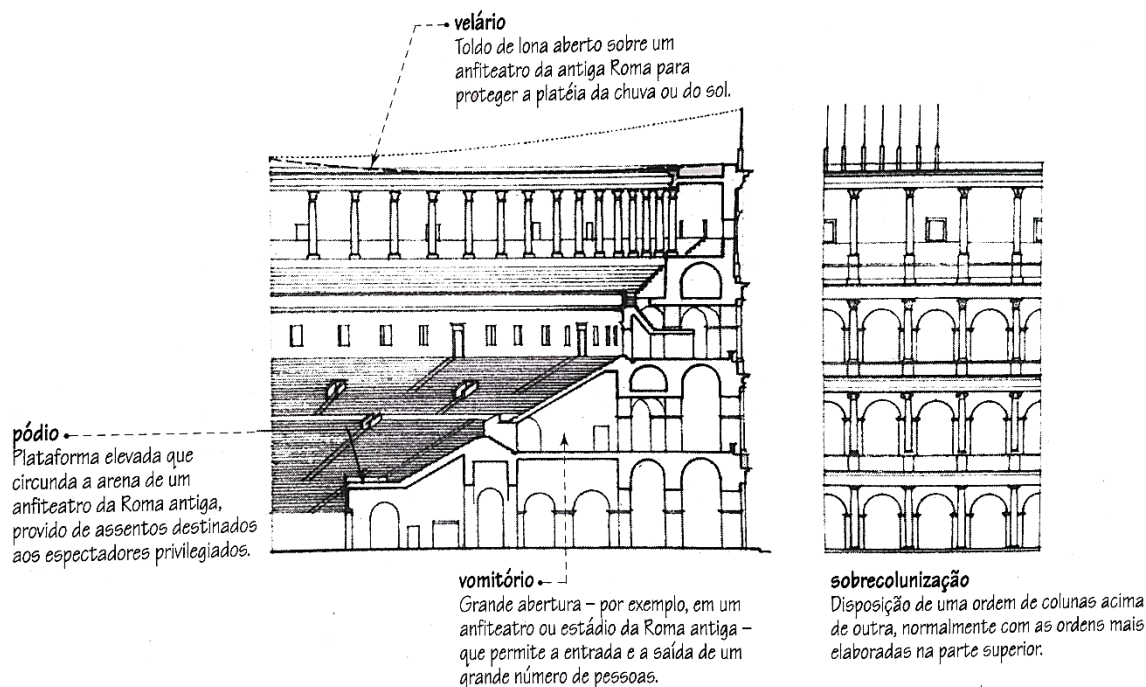 velário
Toldo de lona aberto sobre um
anfiteatro da antiga Roma para
proteger a platéia da chuva ou do sol.
pódio
Plataforma elevada que
circunda a arena de um
anfiteatro da Roma antiga,
provido de assentos destinados
aos espectadores privilegiados.
vomitório
Grande abertura – por exemplo, em um
anfiteatro ou estádio da Roma antiga –
que permite a entrada e a saída de um
grande número de pessoas.
sobrecolunização
Disposição de uma ordem de colunas acima
de outra, normalmente com as ordens mais
elaboradas na parte superior.